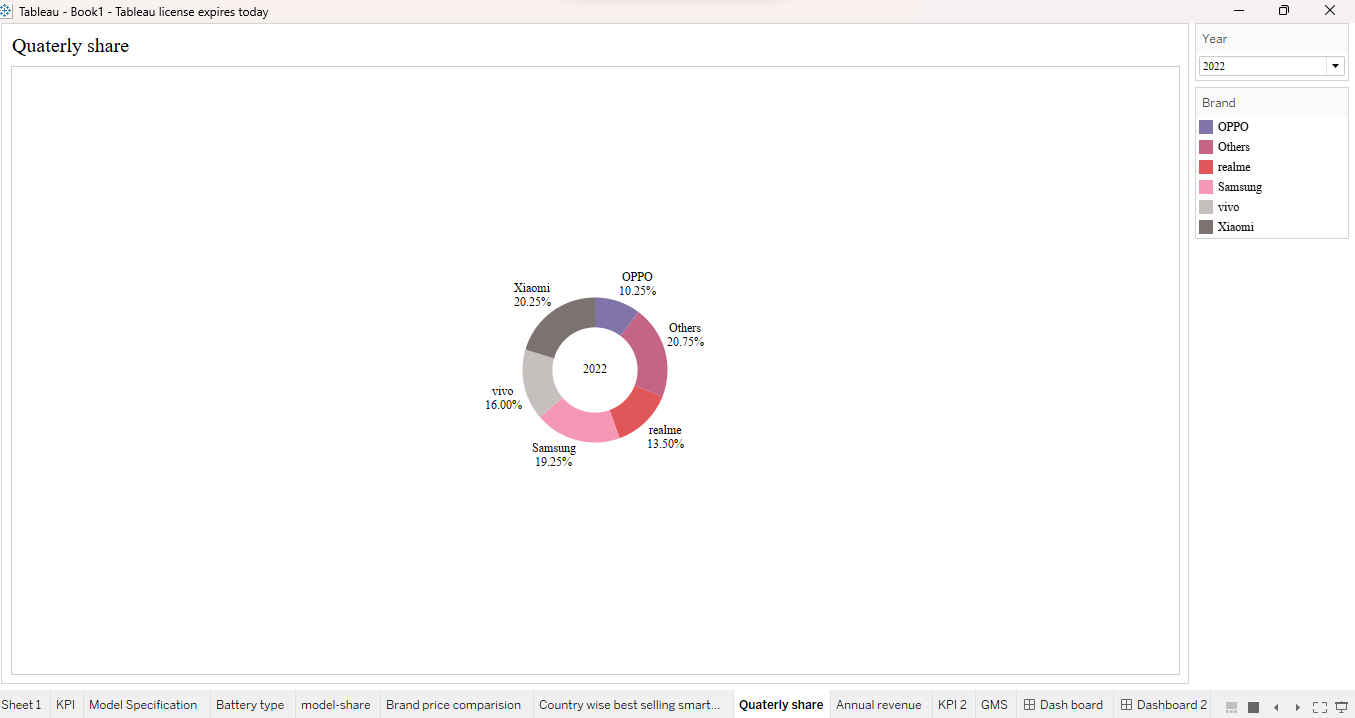 Tableau - Book1 - Tableau license expires today
Quaterly share
Year
2022
Brand
OPPO
Others
realme
Samsung
vivo
Xiaomi
OPPO
10.25%
Xiaomi
20.25%
Others
20.75%
2022
vivo
16.00%
realme
13.50%
Samsung
19.25%
Sheet 1 KPI Model Specification Battery type model-share Brand price comparision Country wise best selling smart... Quaterly share Annual revenue KPI 2 GMS Dash board Dashboard 2